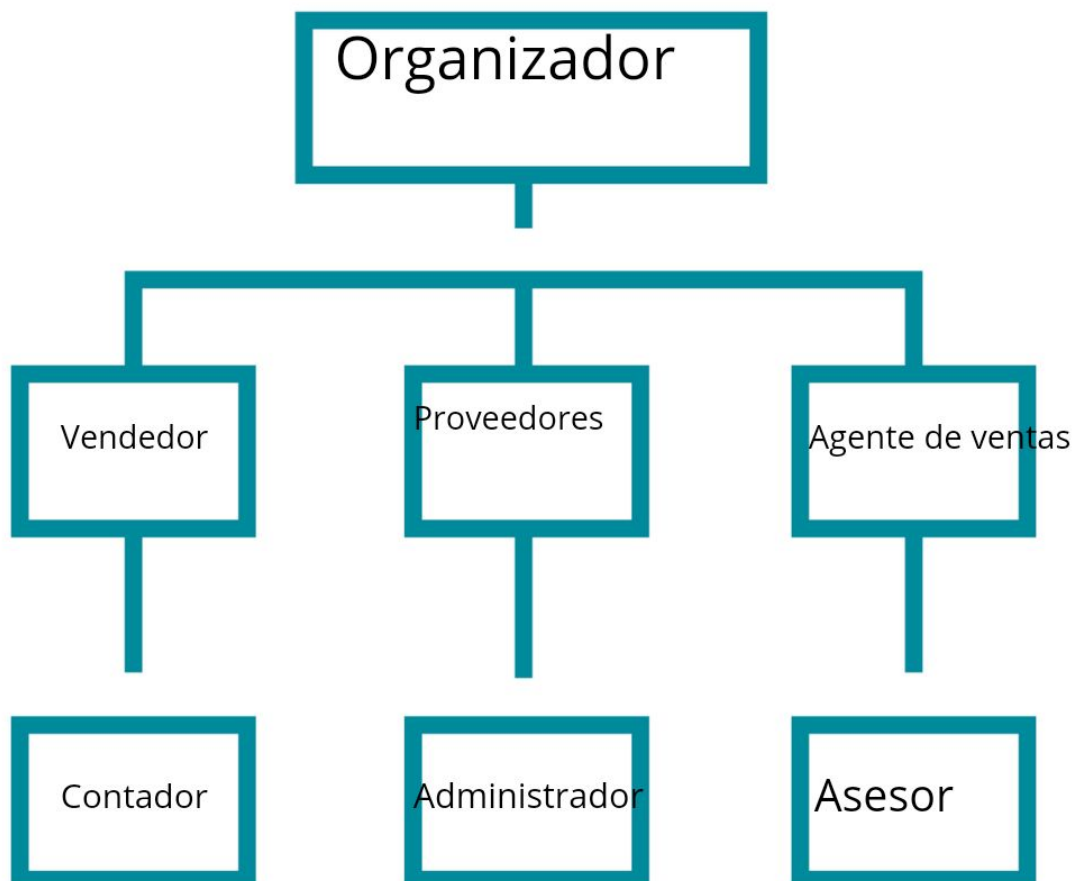 Organizador
Vendedor
Proveedores
Agente de ventas
Contador
Administrador
Asesor